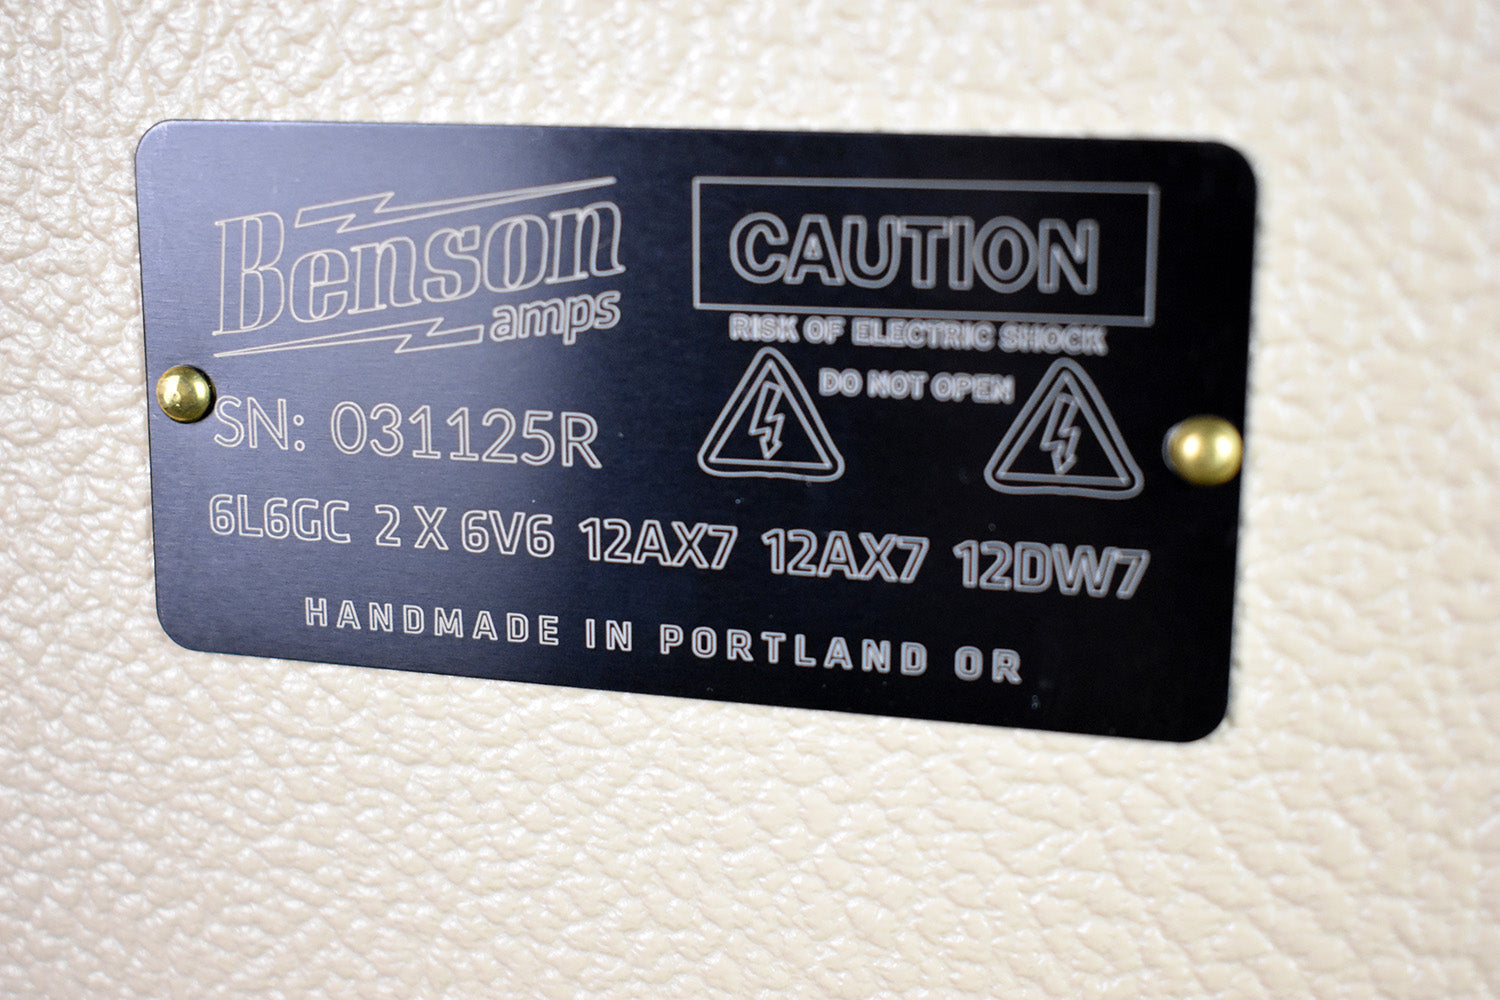 Benson
amps
CAUTION
RISK OF ELECTRIC SHOCK
DO NOT OPEN
SN: 031125R
6L6GC 2 X 6V6 12AX7 12AX7 12DW7
HANDMADE IN PORTLAND OR